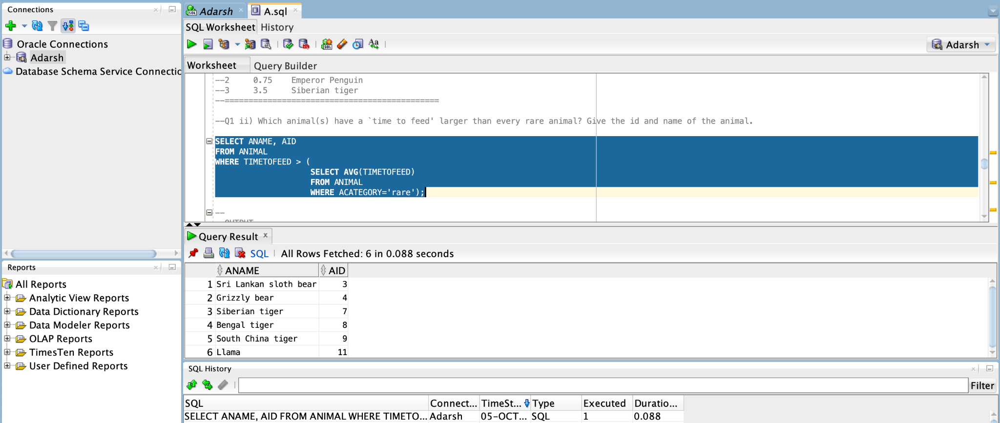 Connections
Oracle Connections
Adarsh
Database Schema Service Connectio
Reports
All Reports
Analytic View Reports
Data Dictionary Reports
Data Modeler Reports
OLAP Reports
TimesTen Reports
User Defined Reports
Adarsh
A.sql
SQL Worksheet History
Adarsh
Worksheet Query Builder
--2 0.75 Emperor Penguin
--3 3.5 Siberian tiger
--=============================================
--Q1 ii) Which animal(s) have a `time to feed' larger than every rare animal? Give the id and name of the animal.
SELECT ANAME, AID
FROM ANIMAL
WHERE TIMETOFEED > (
SELECT AVG(TIMETOFEED)
FROM ANIMAL
WHERE ACATEGORY='rare');
--
OUTPUT
Query Result
SQL All Rows Fetched: 6 in 0.088 seconds
ANAME AID
1 Sri Lankan sloth bear 3
2 Grizzly bear 4
3 Siberian tiger 7
4 Bengal tiger 8
5 South China tiger 9
6 Llama 11
SQL History
Filter
SQL Connect... TimeSt... Type Executed Duratio...
SELECT ANAME, AID FROM ANIMAL WHERE TIMETO... Adarsh 05-OCT... SQL 1 0.088